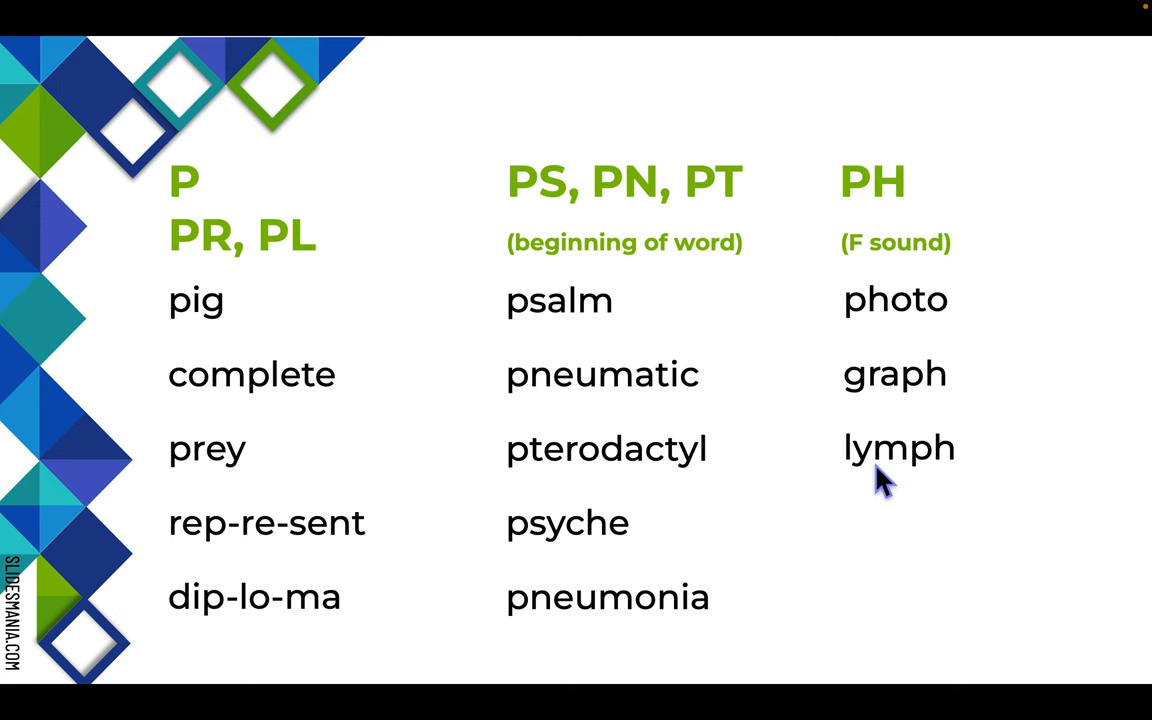 P
PR, PL
pig
complete
prey
rep-re-sent
dip-lo-ma
PS, PN, PT
(beginning of word)
psalm
pneumatic
pterodactyl
psyche
pneumonia
PH
(F sound)
photo
graph
lymph
SLIDESMANIA.COM